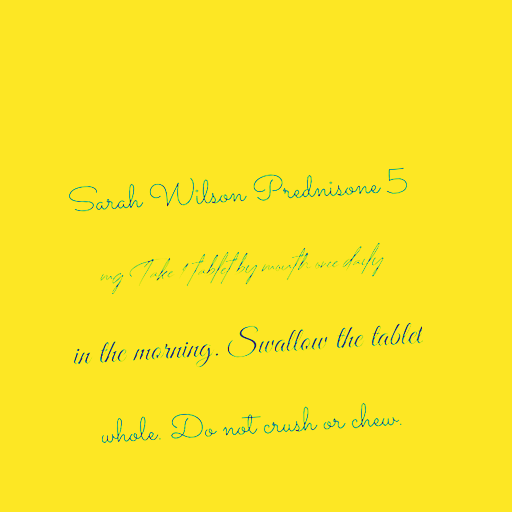 Sarah Wilson Prednisone 5
mg Take 1 tablet by mouth once daily
in the morning. Swallow the tablet
whole. Do not crush or chew.